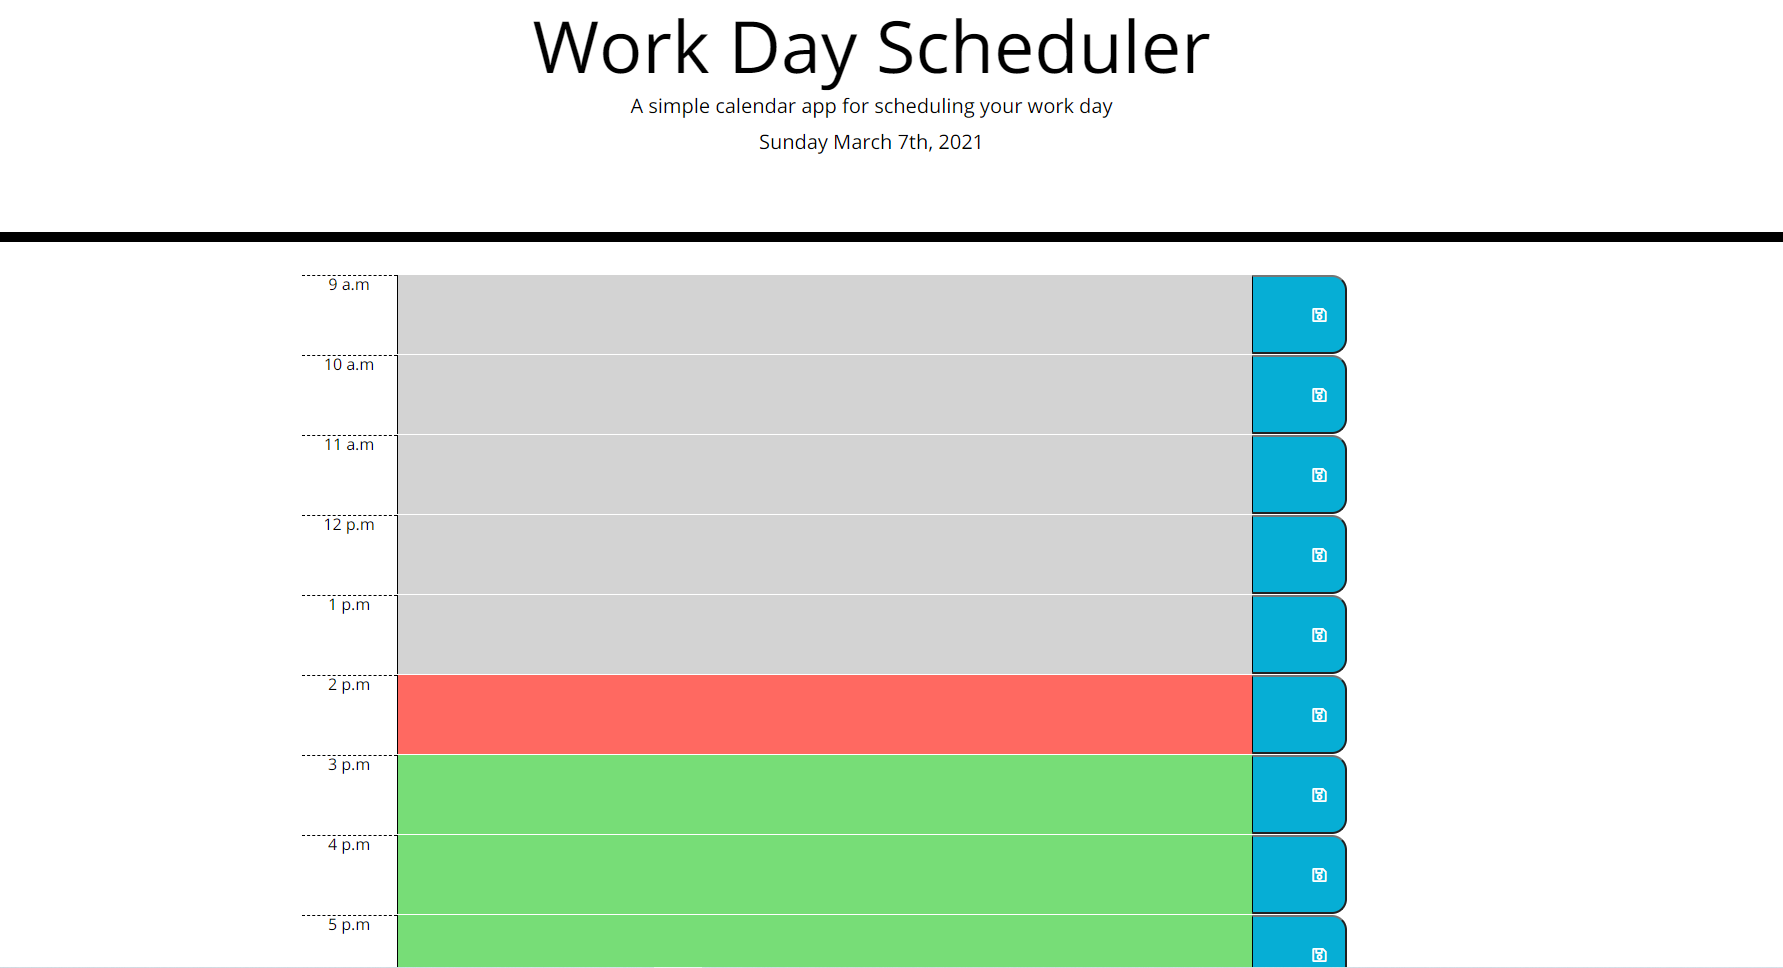 Work Day Scheduler
A simple calendar app for scheduling your work day
Sunday March 7th, 2021
9 a.m
10 a.m
11 a.m
12 p.m
1 p.m
2 p.m
3 p.m
4 p.m
5 p.m